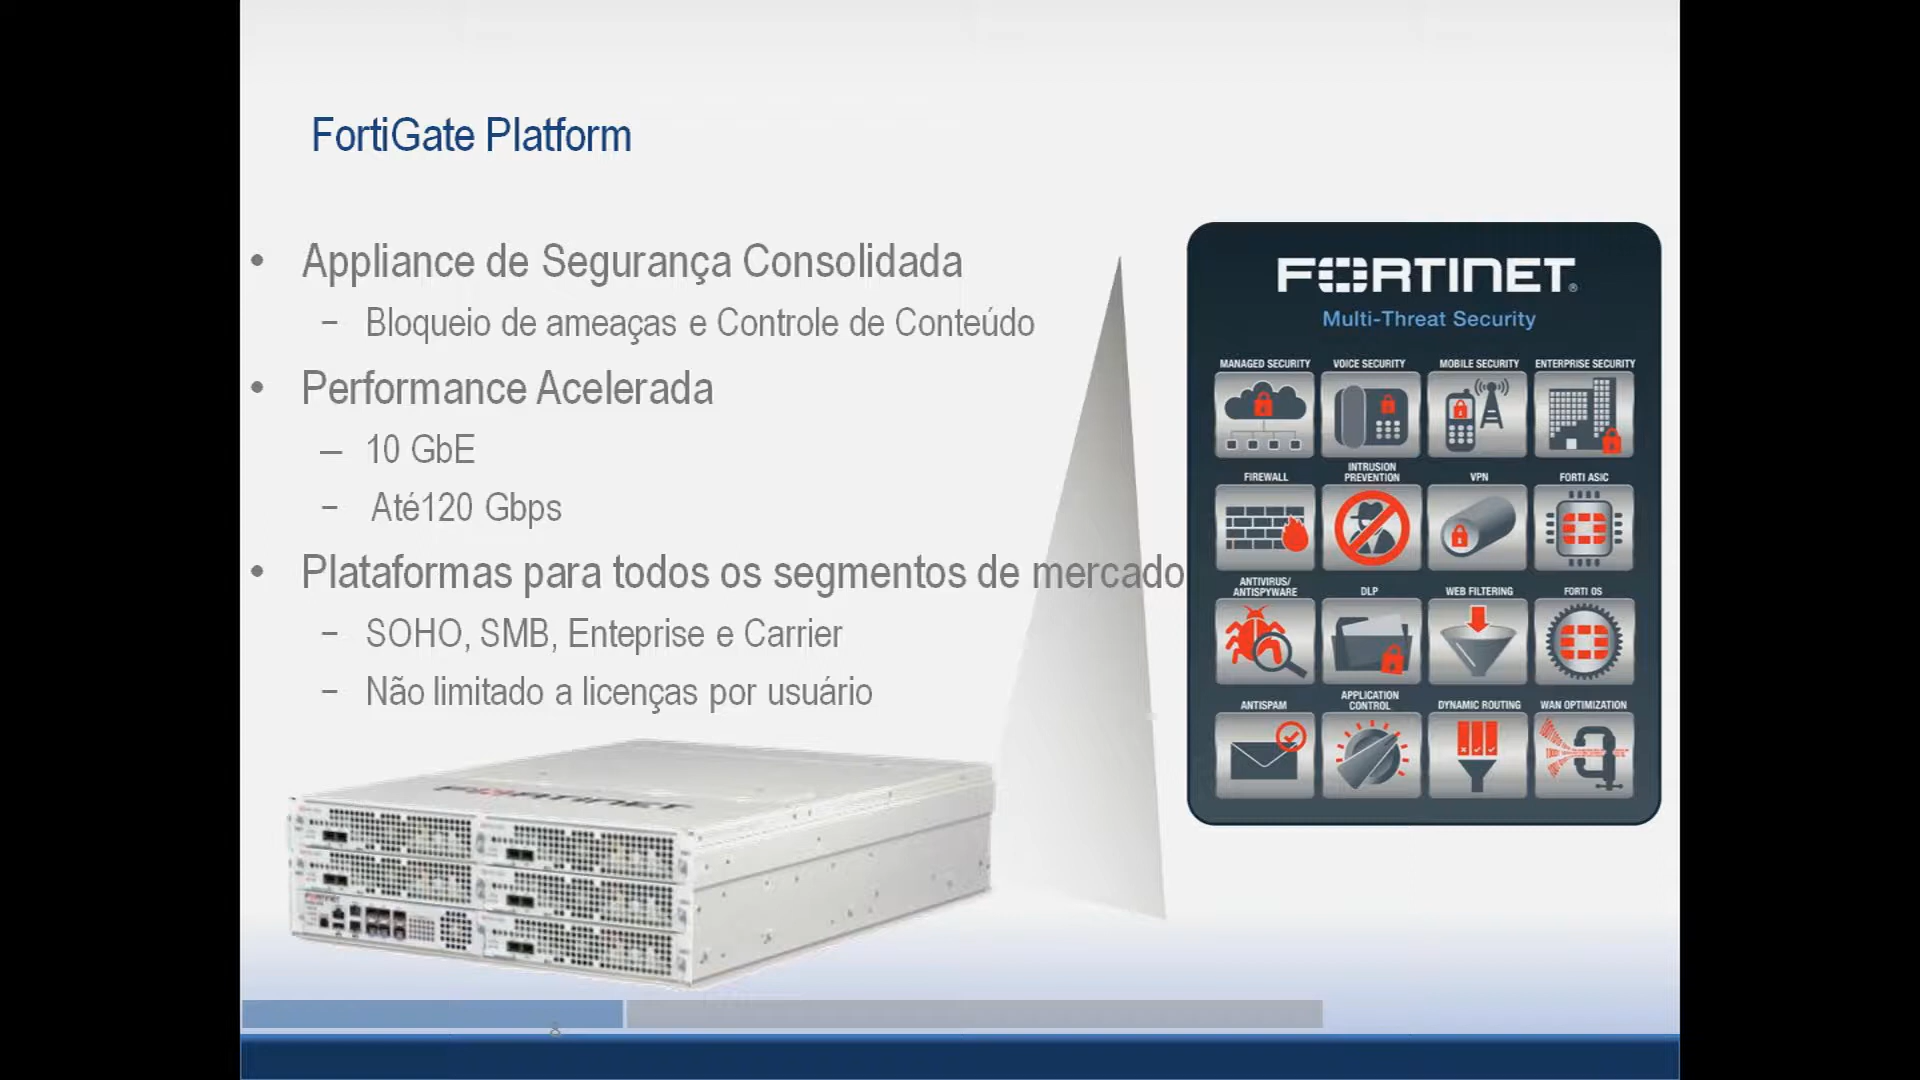 FortiGate Platform
• Appliance de Segurança Consolidada
− Bloqueio de ameaças e Controle de Conteúdo
• Performance Acelerada
– 10 GbE
− Até120 Gbps
• Plataformas para todos os segmentos de mercado
− SOHO, SMB, Enteprise e Carrier
− Não limitado a licenças por usuário
FORTINET®
Multi-Threat Security
MANAGED SECURITY VOICE SECURITY MOBILE SECURITY ENTERPRISE SECURITY
FIREWALL
INTRUSION
PREVENTION
VPN
FORTI ASIC
ANTIVIRUS/
ANTISPYWARE
DLP
WEB FILTERING
FORTI OS
ANTISPAM
APPLICATION
CONTROL
DYNAMIC ROUTING
WAN OPTIMIZATION
FORTINET
FORTINET
8